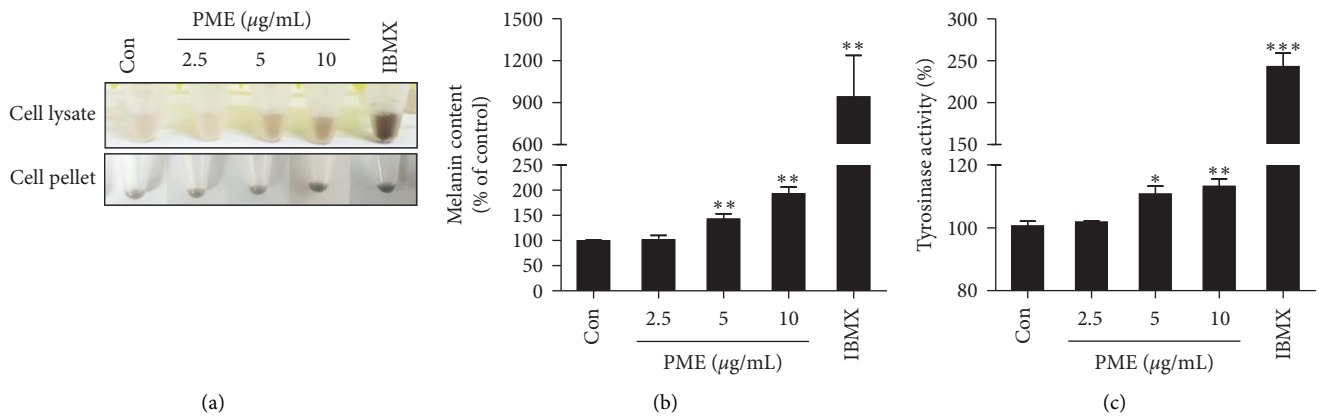 PME (μg/mL)
Con
2.5
5
10
IBMX
Cell lysate
Cell pellet
(a)
Melanin content
(% of control)
1500
1200
900
600
250
200
150
100
50
0
**
**
**
Con
2.5
5
10
IBMX
PME (μg/mL)
(b)
Tyrosinase activity (%)
300
250
200
150
120
100
80
*
**
***
Con
2.5
5
10
IBMX
PME (μg/mL)
(c)